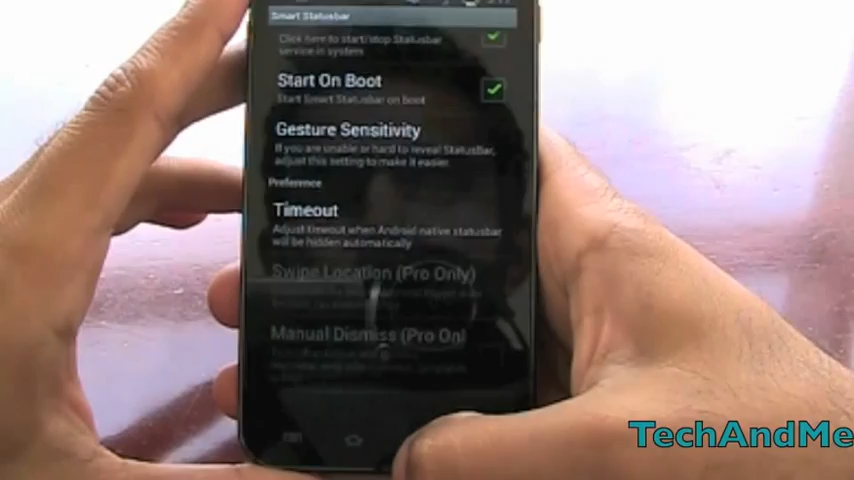 Smart Statusbar
Click here to start/stop Statusbar
service in system
Start On Boot
Start Smart Statusbar on boot
Gesture Sensitivity
If you are unable or hard to reveal StatusBar,
adjust this setting to make it easier.
Preference
Timeout
Adjust timeout when Android native statusbar
will be hidden automatically
Swipe Location (Pro Only)
Manual Dismiss (Pro Onl
TechAndMe